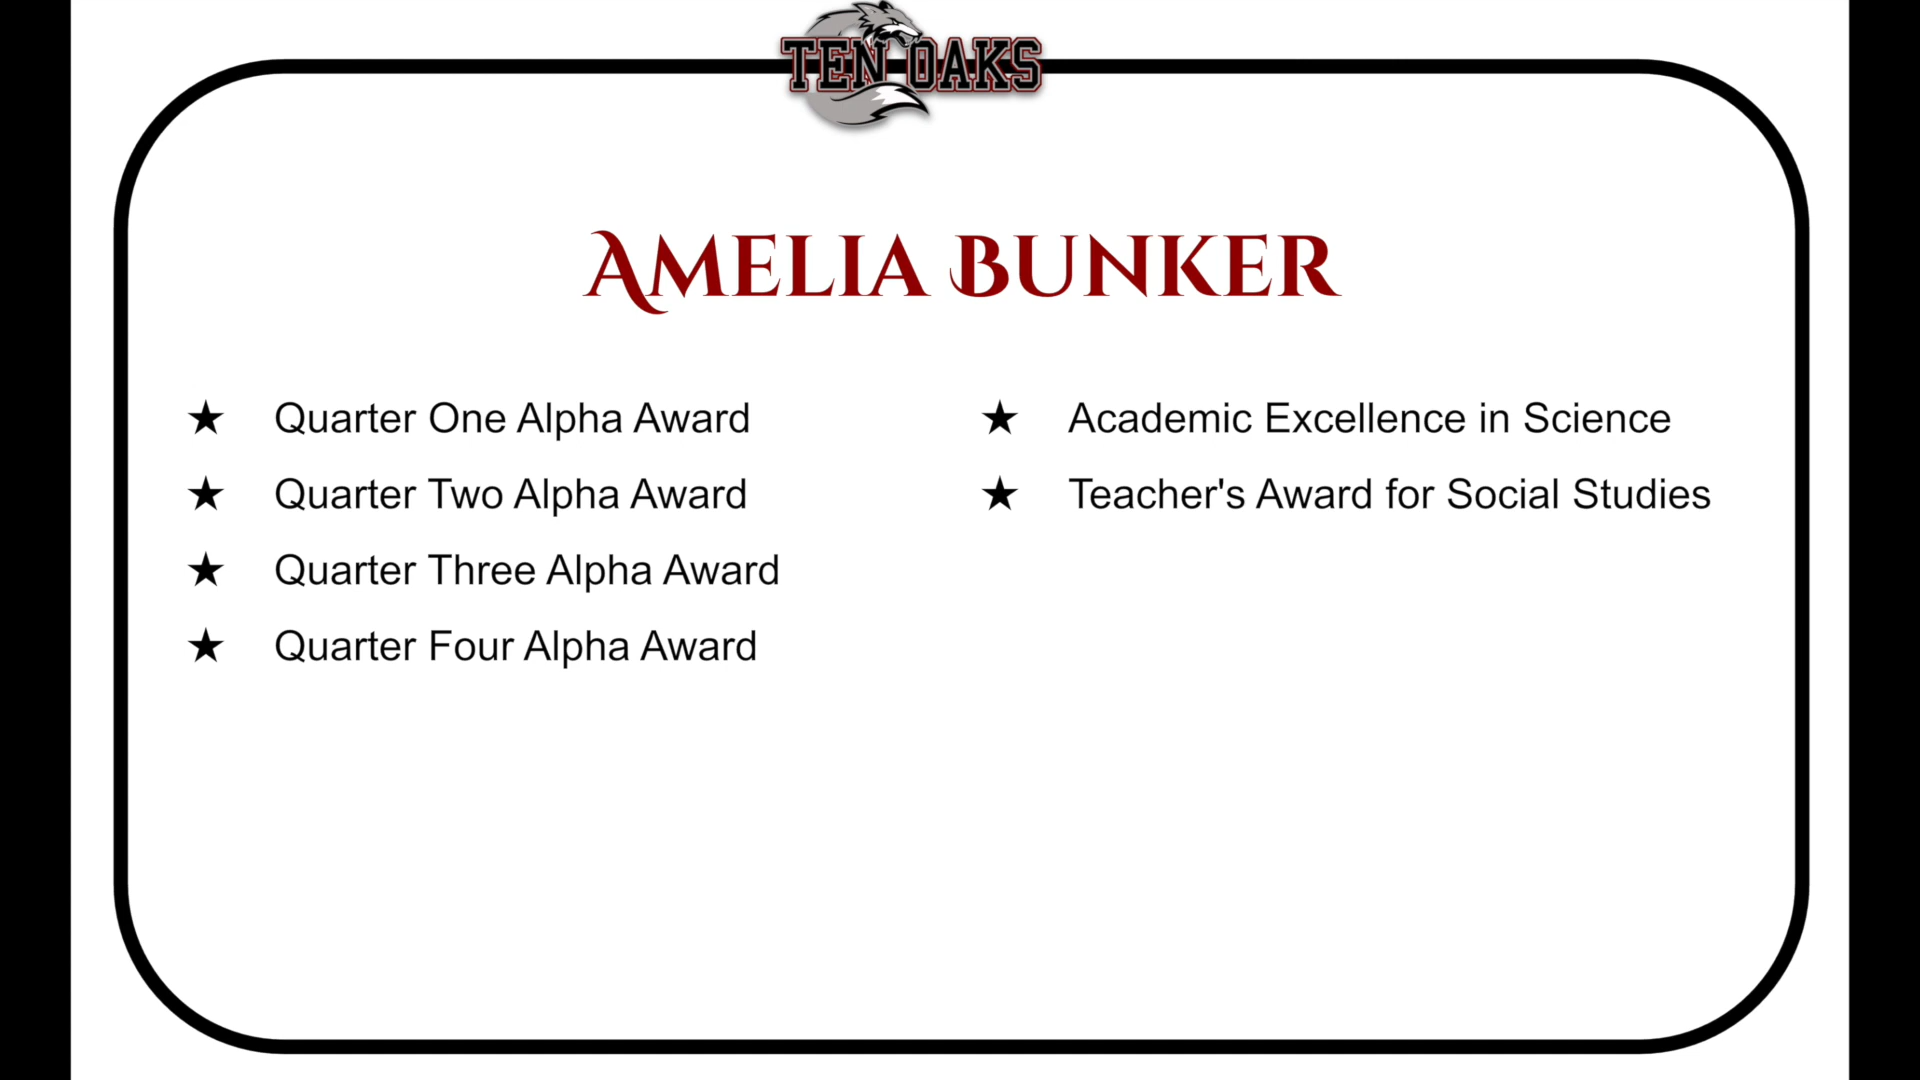 TEN OAKS
AMELIA BUNKER
★ Quarter One Alpha Award
★ Quarter Two Alpha Award
★ Quarter Three Alpha Award
★ Quarter Four Alpha Award
★ Academic Excellence in Science
★ Teacher's Award for Social Studies